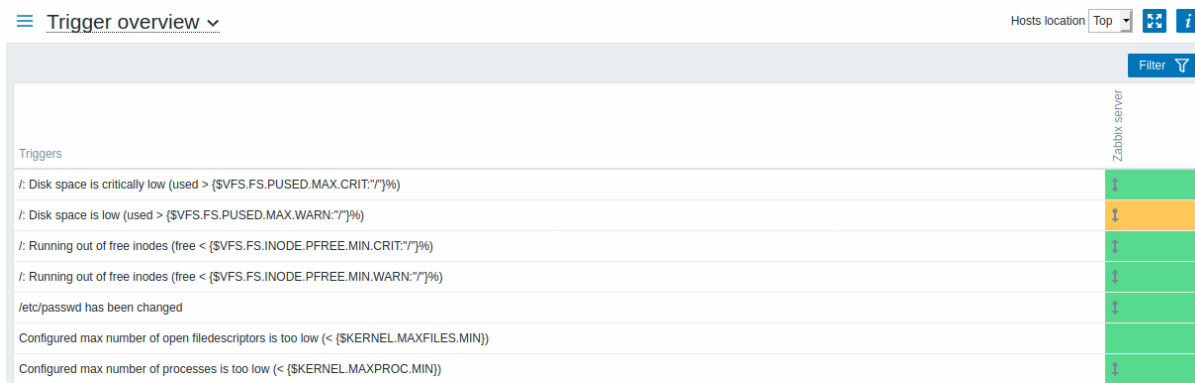 Trigger overview
Hosts location Top
i
Filter
Triggers
Zabbix server
/: Disk space is critically low (used > {$VFS.FS.PUSED.MAX.CRIT:"/"}%)
/: Disk space is low (used > {$VFS.FS.PUSED.MAX.WARN:"/"}%)
/: Running out of free inodes (free < {$VFS.FS.INODE.PFREE.MIN.CRIT:"/"}%)
/: Running out of free inodes (free < {$VFS.FS.INODE.PFREE.MIN.WARN:"/"}%)
/etc/passwd has been changed
Configured max number of open filedescriptors is too low (< {$KERNEL.MAXFILES.MIN})
Configured max number of processes is too low (< {$KERNEL.MAXPROC.MIN})